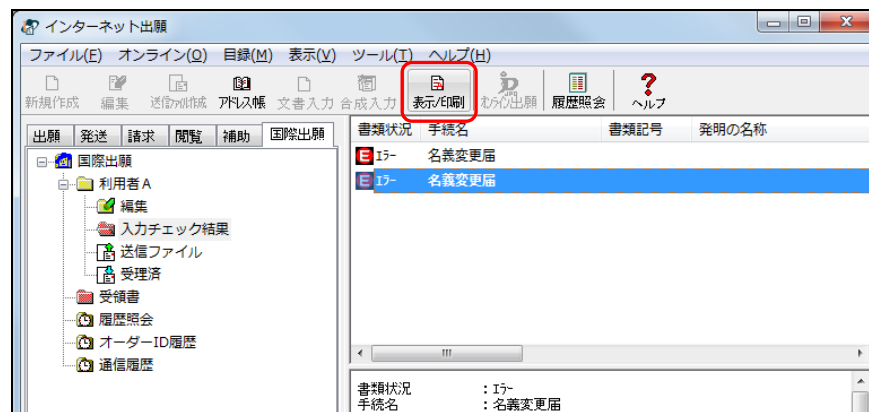 インターネット出願
ファイル(F) オンライン(O) 目録(M) 表示(V) ツール(T) ヘルプ(H)
新規作成 編集 送信ﾌｧｲﾙ作成 ｱﾄﾞﾚｽ帳 文書入力 合成入力 表示/印刷 ｵﾝﾗｲﾝ出願 履歴照会 ヘルプ
出願 発送 請求 閲覧 補助 国際出願
書類状況 手続名 書類記号 発明の名称
E ｴﾗｰ 名義変更届
E ｴﾗｰ 名義変更届
国際出願
利用者A
編集
入力チェック結果
送信ファイル
受理済
受領書
履歴照会
オーダーID履歴
通信履歴
書類状況 : ｴﾗｰ
手続名 : 名義変更届